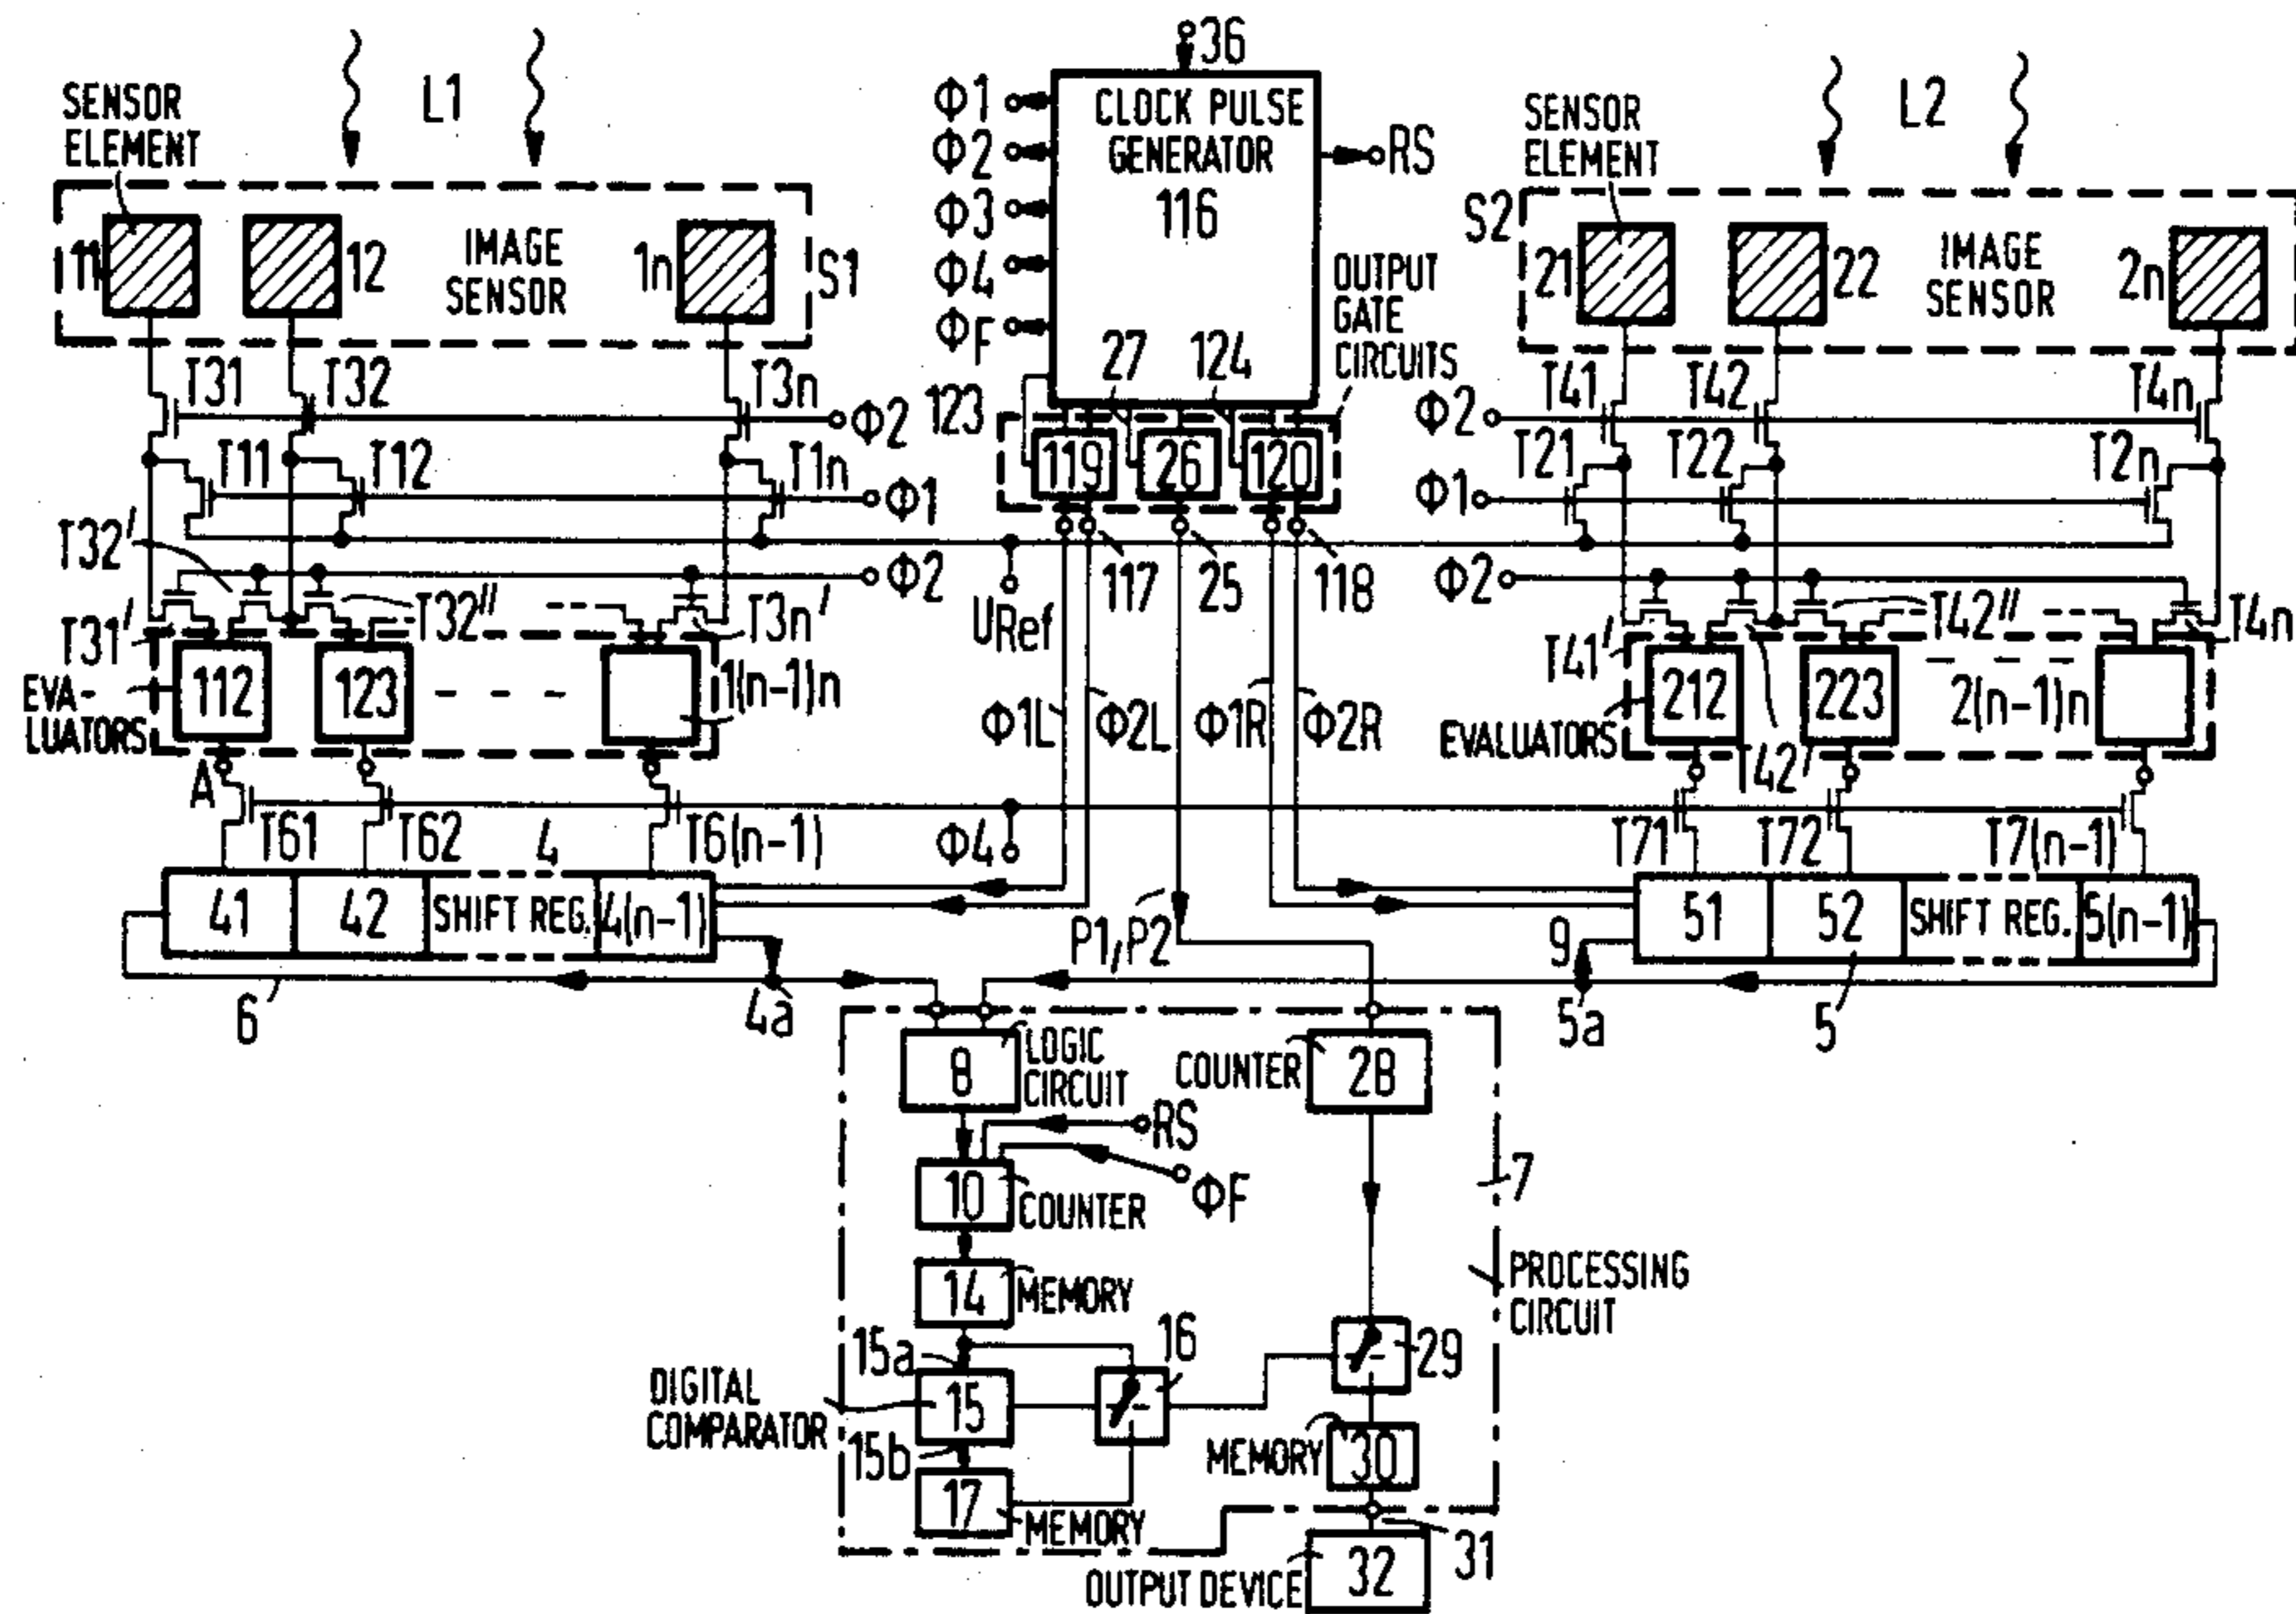 36
L1
L2
SENSOR
ELEMENT
SENSOR
ELEMENT
Φ1
Φ2
Φ3
Φ4
ΦF
CLOCK PULSE
GENERATOR
116
RS
11
12
IMAGE
SENSOR
1n
S1
S2
21
22
IMAGE
SENSOR
2n
OUTPUT
GATE
CIRCUITS
27
124
123
119
26
120
T31
T32
T3n
Φ2
T11
T12
T1n
Φ1
Φ2
T41
T42
T4n
Φ1
T21
T22
T2n
T32'
Φ2
117
25
118
Φ2
T31'
T32"
T3n'
URef
T41'
T42"
T4n
EVA-
LUATORS
112
123
1(n-1)n
Φ1L
Φ2L
Φ1R
Φ2R
EVALUATORS
212
223
2(n-1)n
T42'
A
T61
T62
T6(n-1)
Φ4
T71
T72
T7(n-1)
4
41
42
SHIFT REG.
4(n-1)
P1/P2
9
51
52
SHIFT REG.
5(n-1)
6
4a
5a
5
8
LOGIC
CIRCUIT
COUNTER
28
RS
10
COUNTER
ΦF
7
14
MEMORY
PROCESSING
CIRCUIT
15a
16
29
DIGITAL
COMPARATOR
15
15b
MEMORY
30
17
MEMORY
31
OUTPUT DEVICE
32